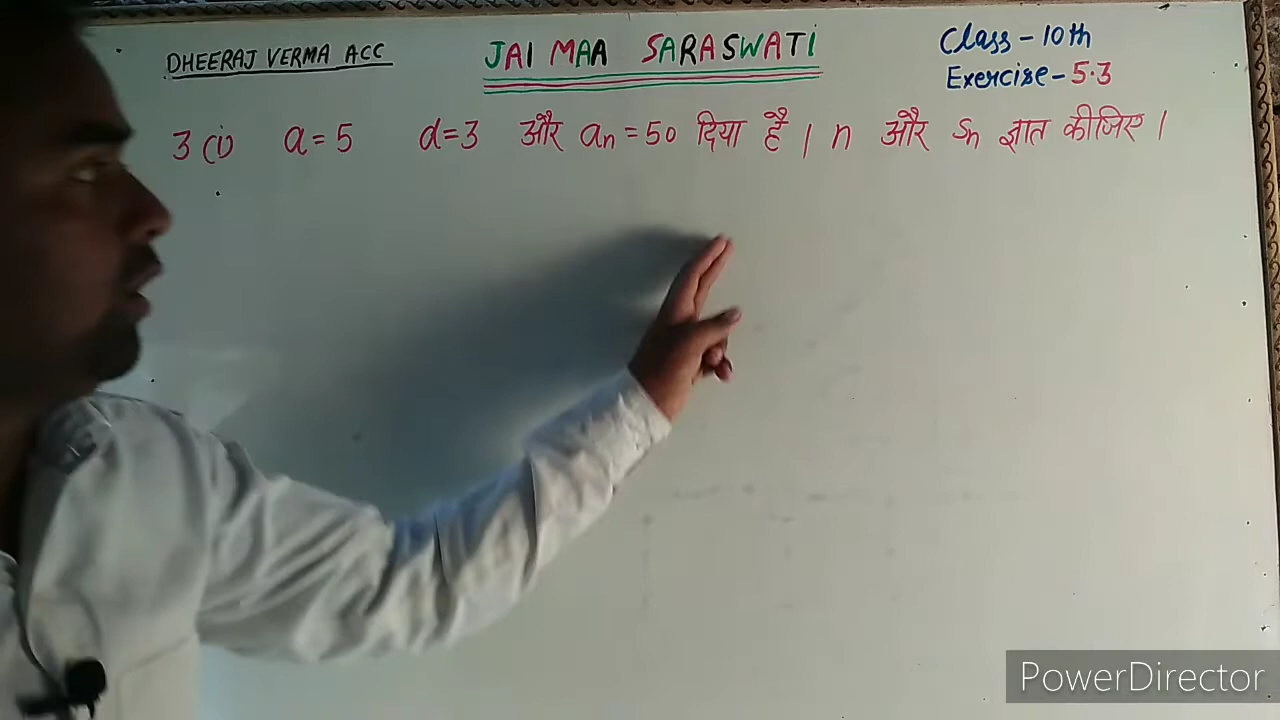 DHEERAJ VERMA ACC
JAI MAA SARASWATI
Class - 10th
Exercise - 5.3
3 (i) a = 5 d = 3 और an = 50 दिया है । n और Sn ज्ञात कीजिए ।
PowerDirector